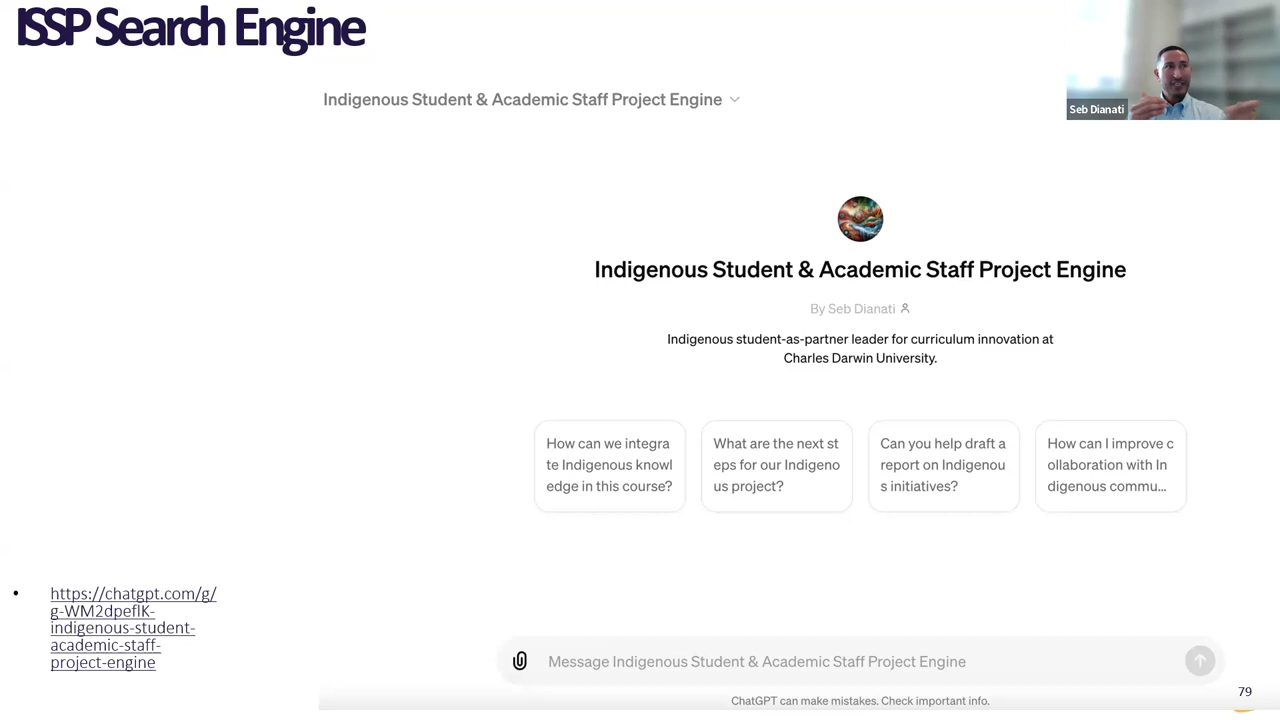 ISSP Search Engine
Indigenous Student & Academic Staff Project Engine
Seb Dianati
Indigenous Student & Academic Staff Project Engine
By Seb Dianati
Indigenous student-as-partner leader for curriculum innovation at
Charles Darwin University.
How can we integra
te Indigenous knowl
edge in this course?
What are the next st
eps for our Indigeno
us project?
Can you help draft a
report on Indigenou
s initiatives?
How can I improve c
ollaboration with In
digenous commu...
https://chatgpt.com/g/
g-WM2dpeflK-
indigenous-student-
academic-staff-
project-engine
Message Indigenous Student & Academic Staff Project Engine
ChatGPT can make mistakes. Check important info.
79